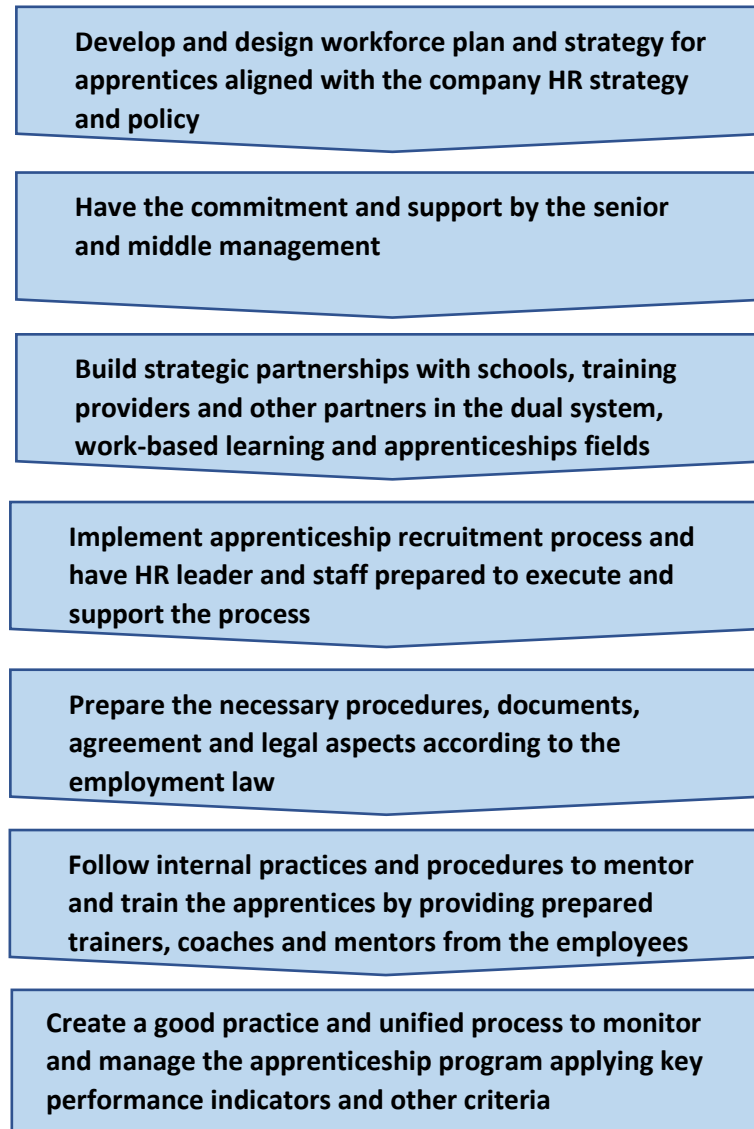 Develop and design workforce plan and strategy for
apprentices aligned with the company HR strategy
and policy
Have the commitment and support by the senior
and middle management
Build strategic partnerships with schools, training
providers and other partners in the dual system,
work-based learning and apprenticeships fields
Implement apprenticeship recruitment process and
have HR leader and staff prepared to execute and
support the process
Prepare the necessary procedures, documents,
agreement and legal aspects according to the
employment law
Follow internal practices and procedures to mentor
and train the apprentices by providing prepared
trainers, coaches and mentors from the employees
Create a good practice and unified process to monitor
and manage the apprenticeship program applying key
performance indicators and other criteria